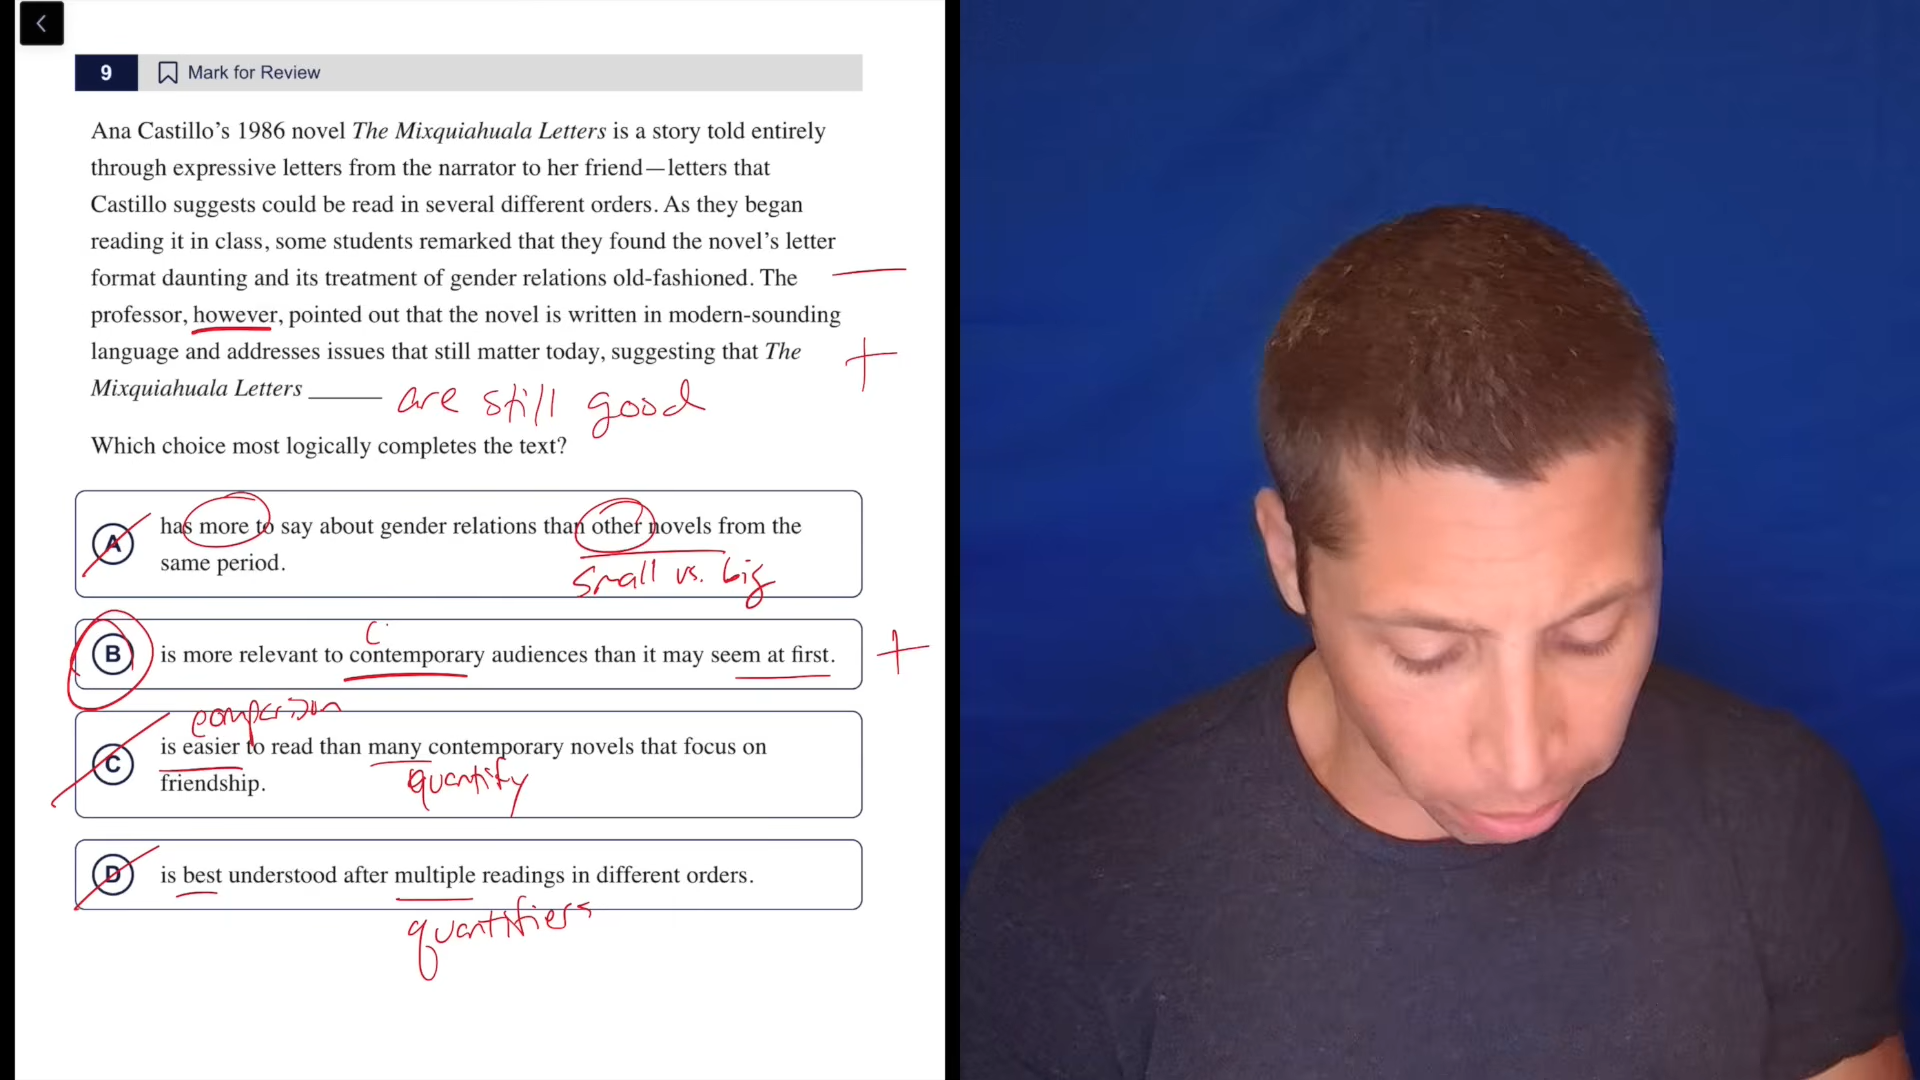 9 Mark for Review
Ana Castillo’s 1986 novel The Mixquiahuala Letters is a story told entirely
through expressive letters from the narrator to her friend—letters that
Castillo suggests could be read in several different orders. As they began
reading it in class, some students remarked that they found the novel’s letter
format daunting and its treatment of gender relations old-fashioned. The
professor, however, pointed out that the novel is written in modern-sounding
language and addresses issues that still matter today, suggesting that The
Mixquiahuala Letters ______ are still good
Which choice most logically completes the text?
A has more to say about gender relations than other novels from the
same period.
small vs. big
C
B is more relevant to contemporary audiences than it may seem at first.
comparison
C is easier to read than many contemporary novels that focus on
friendship.
quantify
D is best understood after multiple readings in different orders.
quantifiers